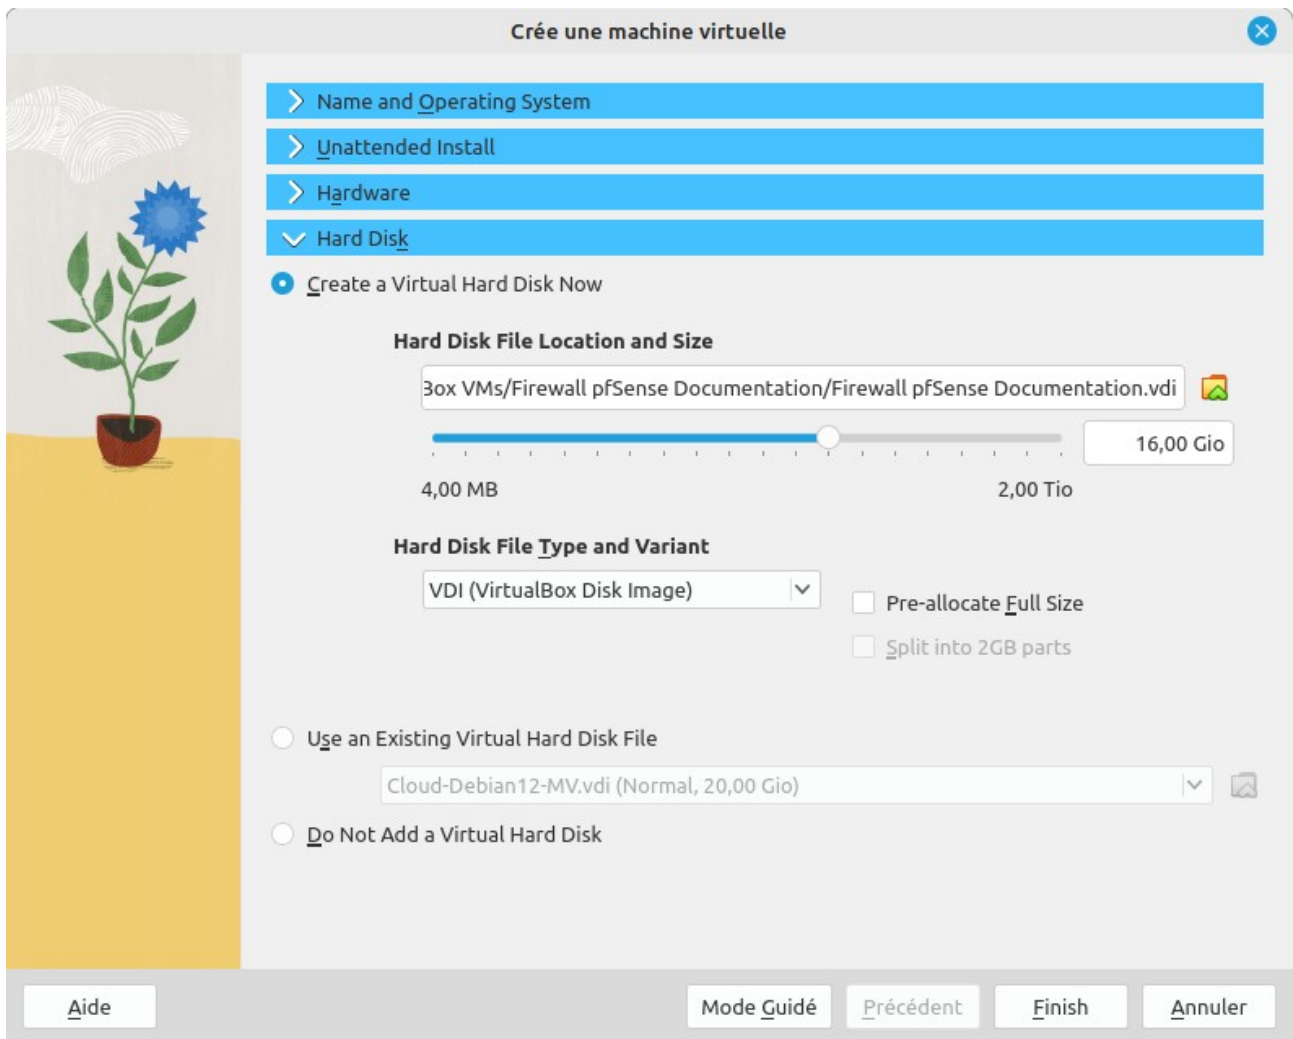 Crée une machine virtuelle
Name and Operating System
Unattended Install
Hardware
Hard Disk
Create a Virtual Hard Disk Now
Hard Disk File Location and Size
Box VMs/Firewall pfSense Documentation/Firewall pfSense Documentation.vdi
16,00 Gio
4,00 MB 2,00 Tio
Hard Disk File Type and Variant
VDI (VirtualBox Disk Image)
Pre-allocate Full Size
Split into 2GB parts
Use an Existing Virtual Hard Disk File
Cloud-Debian12-MV.vdi (Normal, 20,00 Gio)
Do Not Add a Virtual Hard Disk
Aide Mode Guidé Précédent Finish Annuler